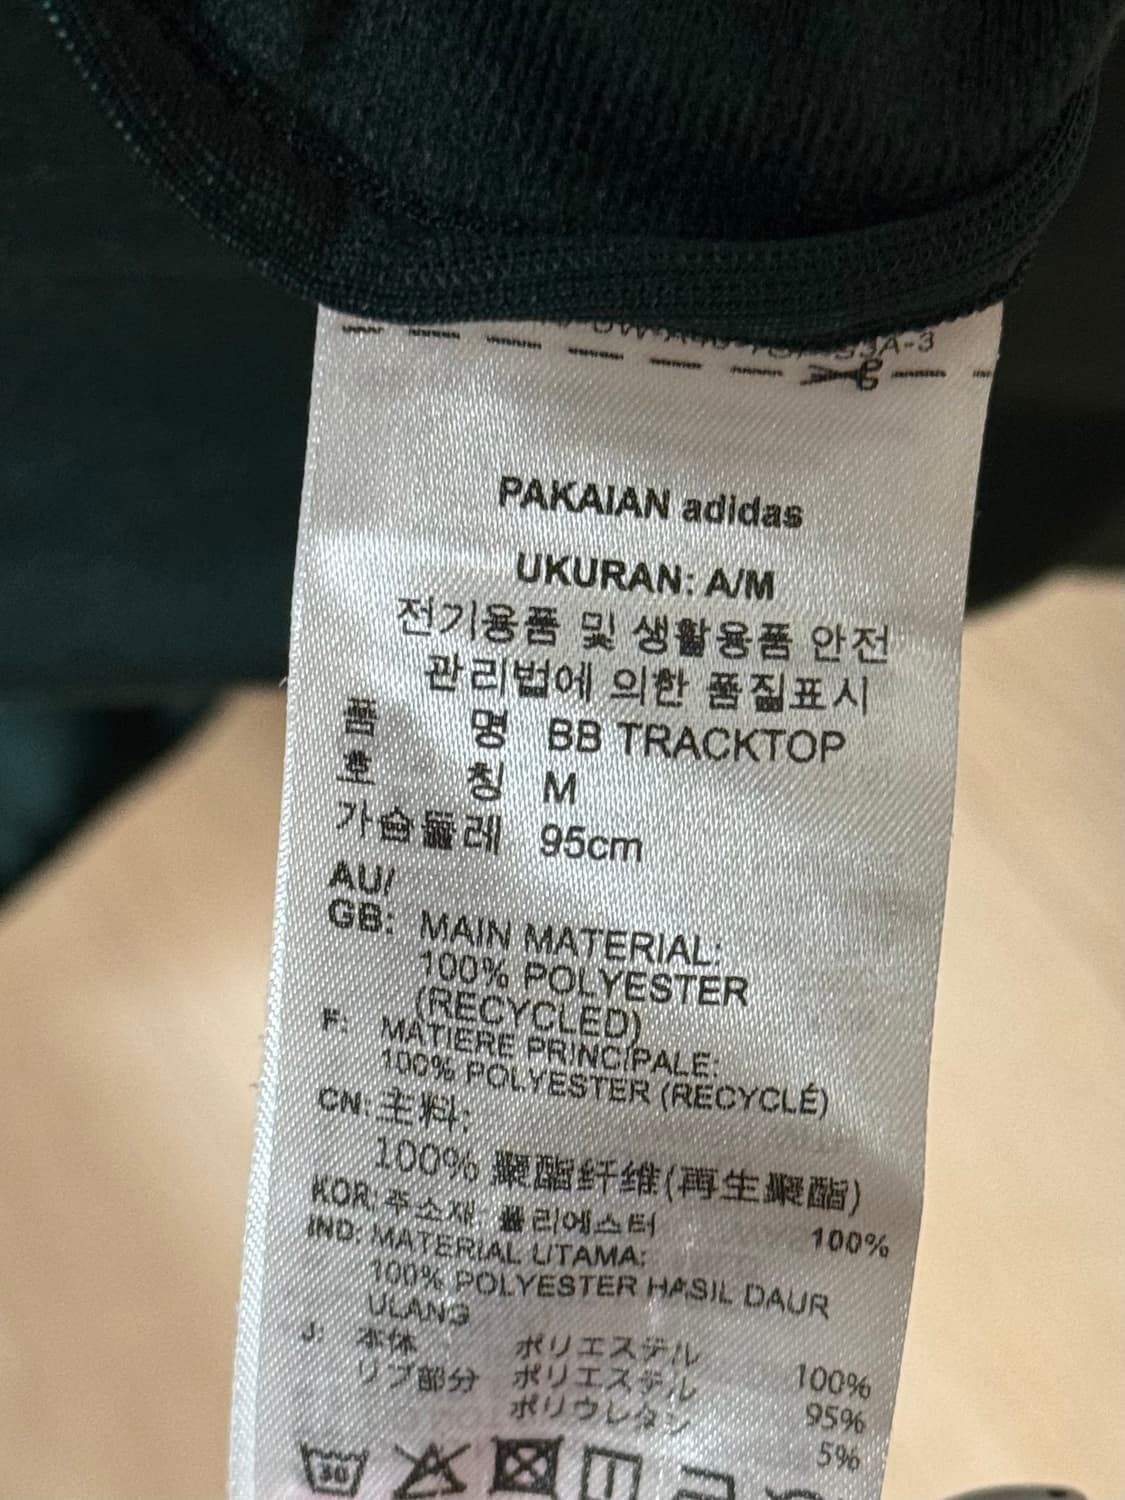 3A-3
PAKAIAN adidas
UKURAN: A/M
전기용품 및 생활용품 안전
관리법에 의한 품질표시
품 명 BB TRACKTOP
호 칭 M
가슴둘레 95cm
AU/
GB: MAIN MATERIAL:
100% POLYESTER
(RECYCLED)
F: MATIERE PRINCIPALE:
100% POLYESTER (RECYCLÉ)
CN: 主料:
100% 聚酯纤维(再生聚酯)
KOR: 주소재: 폴리에스터 100%
IND: MATERIAL UTAMA:
100% POLYESTER HASIL DAUR
ULANG
J: 本体 ポリエステル 100%
リブ部分 ポリエステル 95%
ポリウレタン 5%
30